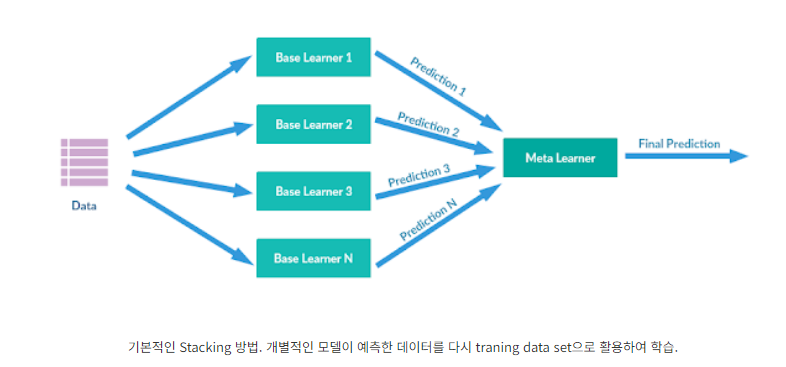 Base Learner 1
Prediction 1
Base Learner 2
Prediction 2
Meta Learner
Final Prediction
Data
Base Learner 3
Prediction 3
Base Learner N
Prediction N
기본적인 Stacking 방법. 개별적인 모델이 예측한 데이터를 다시 traning data set으로 활용하여 학습.